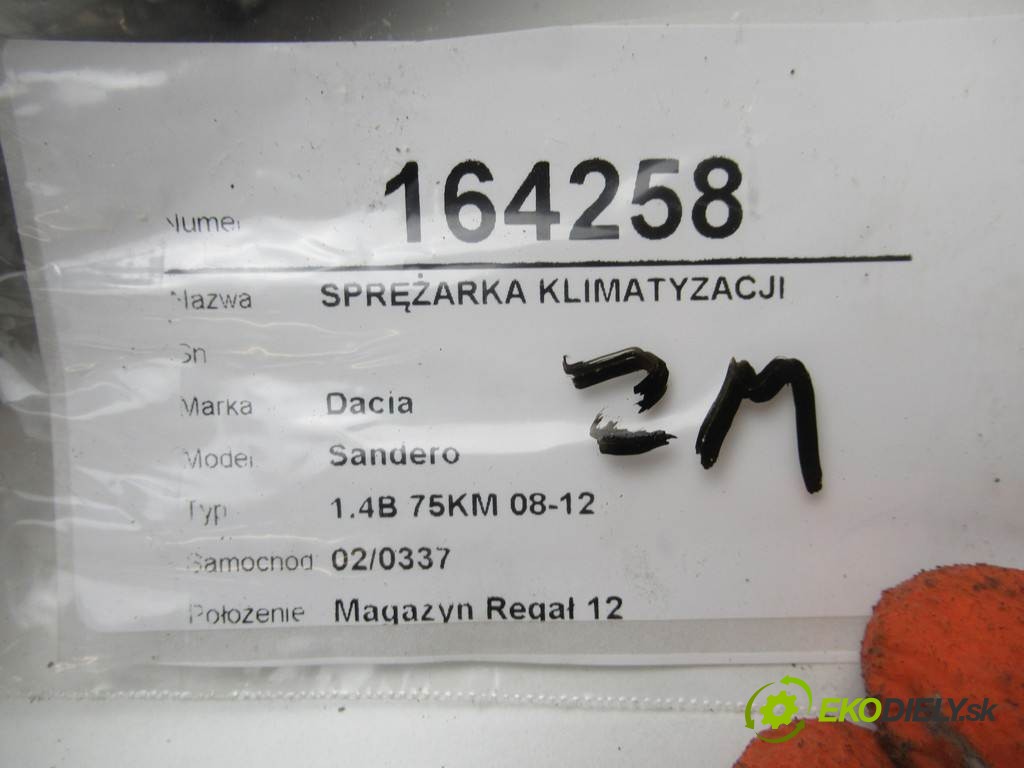 Numer 164258
Nazwa SPRĘŻARKA KLIMATYZACJI
Sn
Marka Dacia
Model Sandero
Typ 1.4B 75KM 08-12
Samochod 02/0337
Położenie Magazyn Regał 12
2M
EKODIELY.sk